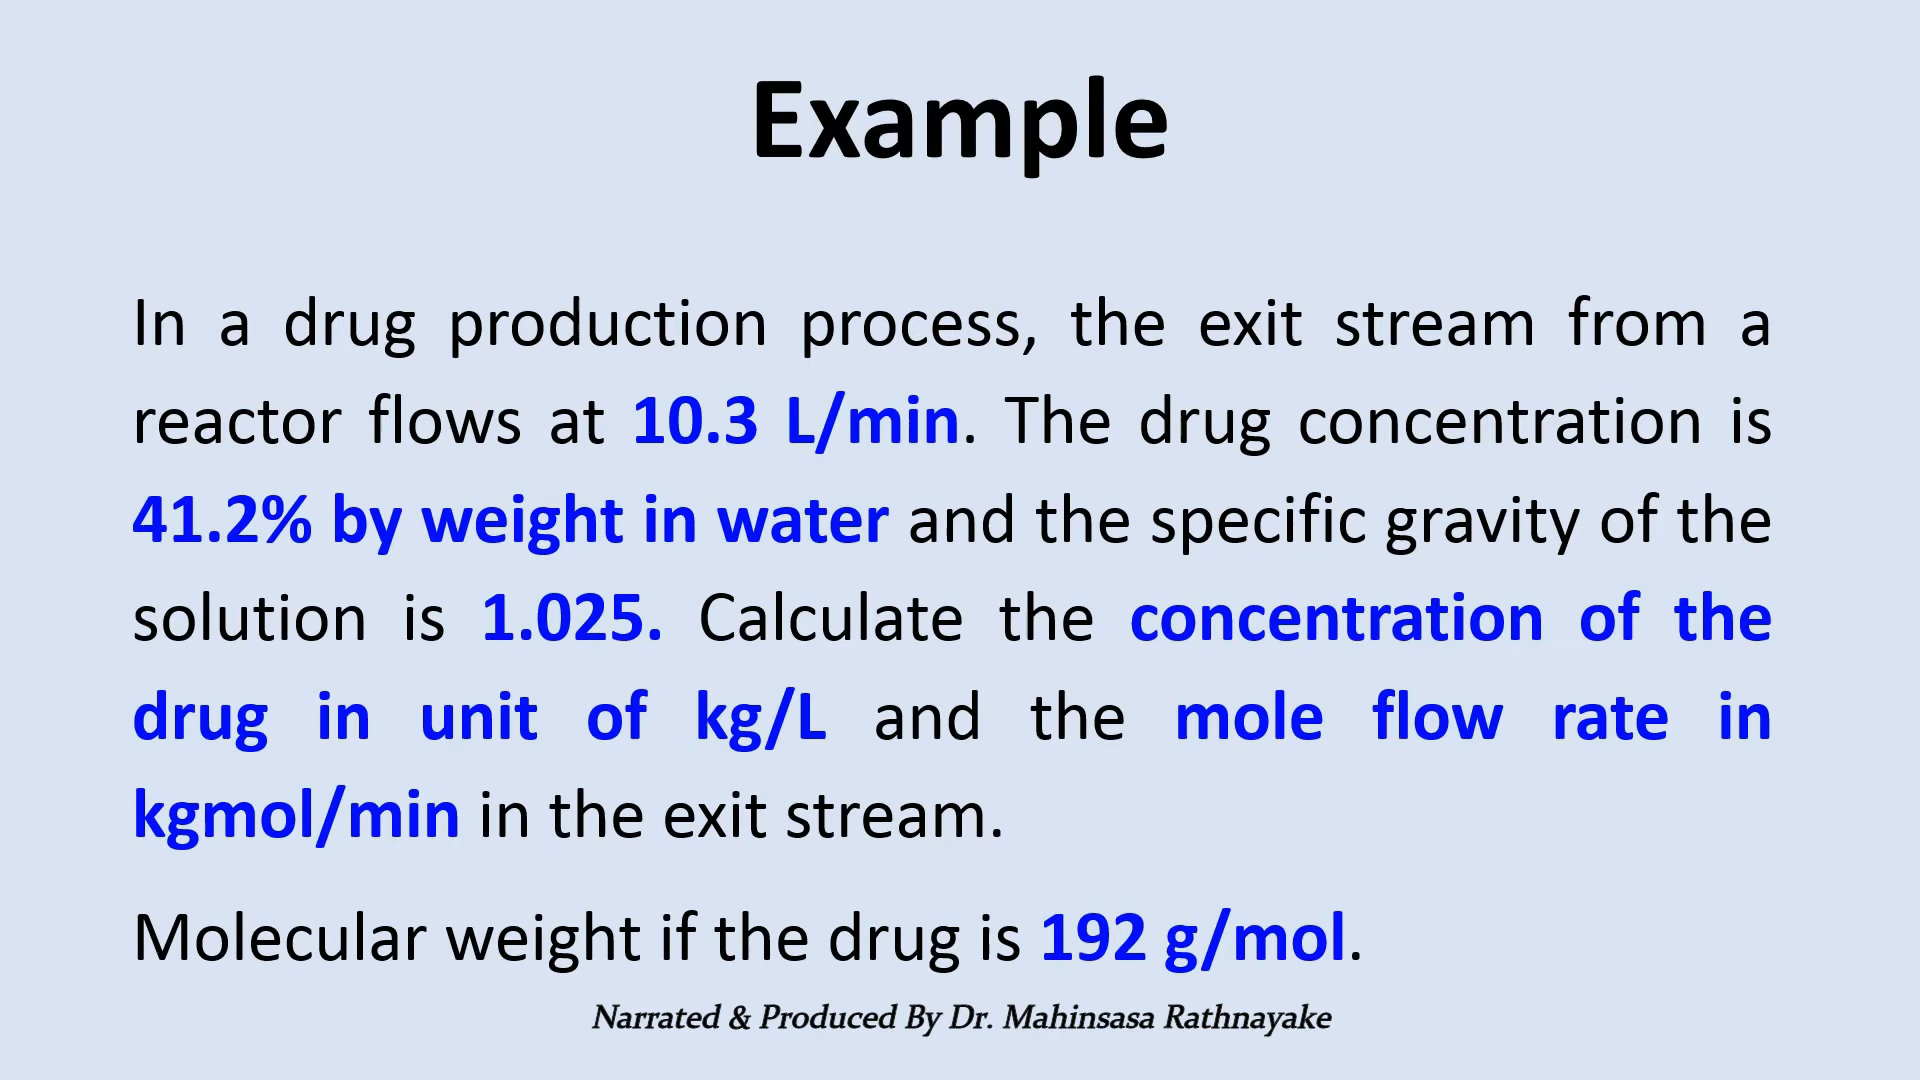 Example
In a drug production process, the exit stream from a
reactor flows at 10.3 L/min. The drug concentration is
41.2% by weight in water and the specific gravity of the
solution is 1.025. Calculate the concentration of the
drug in unit of kg/L and the mole flow rate in
kgmol/min in the exit stream.
Molecular weight if the drug is 192 g/mol.
Narrated & Produced By Dr. Mahinsasa Rathnayake